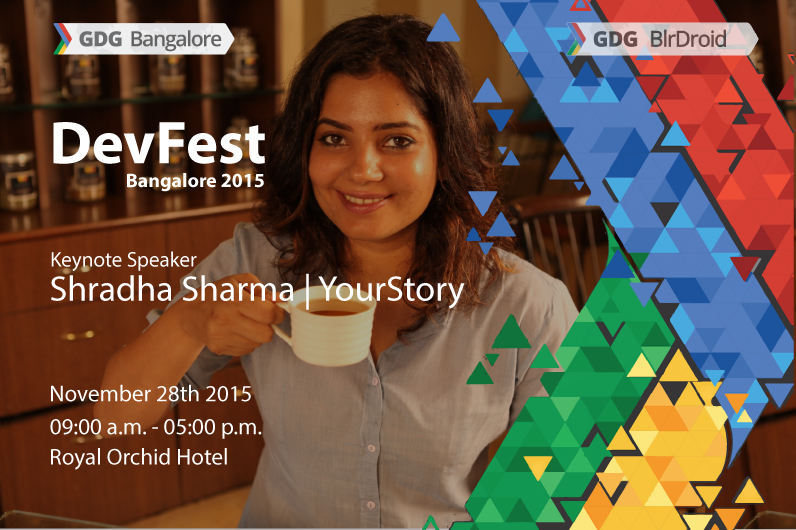 GDG Bangalore
GDG BlrDroid
DevFest
Bangalore 2015
Keynote Speaker
Shradha Sharma | YourStory
November 28th 2015
09:00 a.m. - 05:00 p.m.
Royal Orchid Hotel